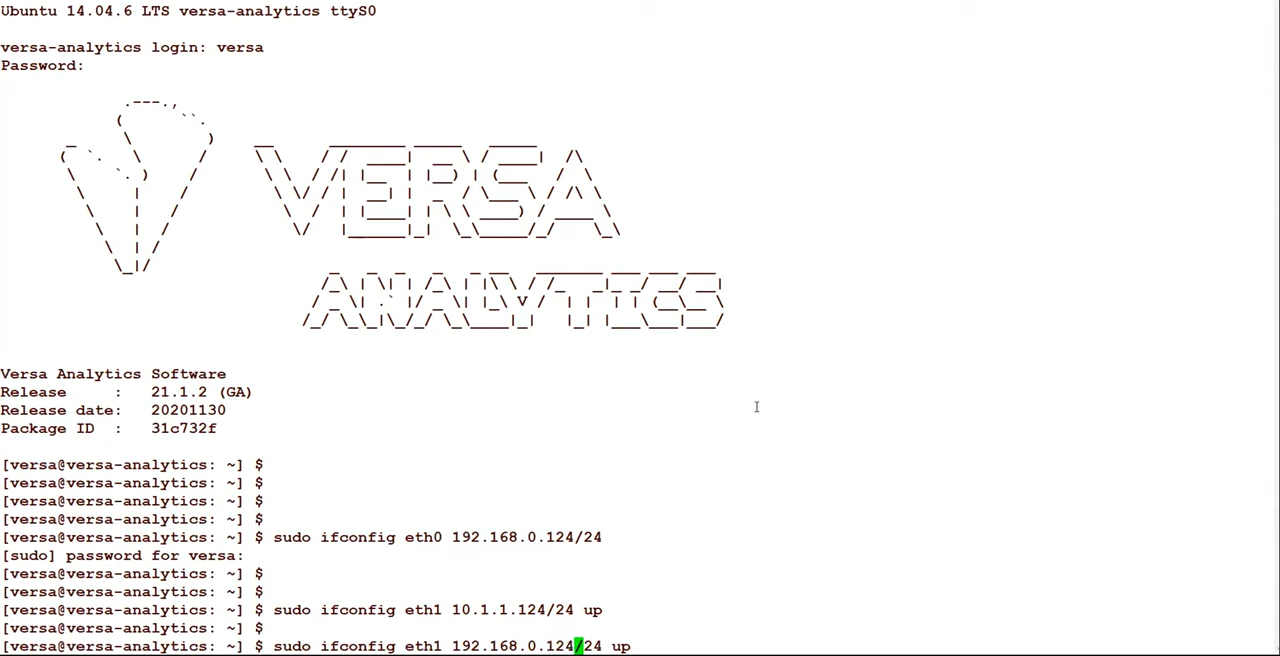 Ubuntu 14.04.6 LTS versa-analytics ttyS0
versa-analytics login: versa
Password:
VERSA
ANALYTICS
Versa Analytics Software
Release : 21.1.2 (GA)
Release date: 20201130
Package ID : 31c732f
[versa@versa-analytics: ~] $
[versa@versa-analytics: ~] $
[versa@versa-analytics: ~] $
[versa@versa-analytics: ~] $
[versa@versa-analytics: ~] $ sudo ifconfig eth0 192.168.0.124/24
[sudo] password for versa:
[versa@versa-analytics: ~] $
[versa@versa-analytics: ~] $
[versa@versa-analytics: ~] $ sudo ifconfig eth1 10.1.1.124/24 up
[versa@versa-analytics: ~] $
[versa@versa-analytics: ~] $ sudo ifconfig eth1 192.168.0.124/24 up